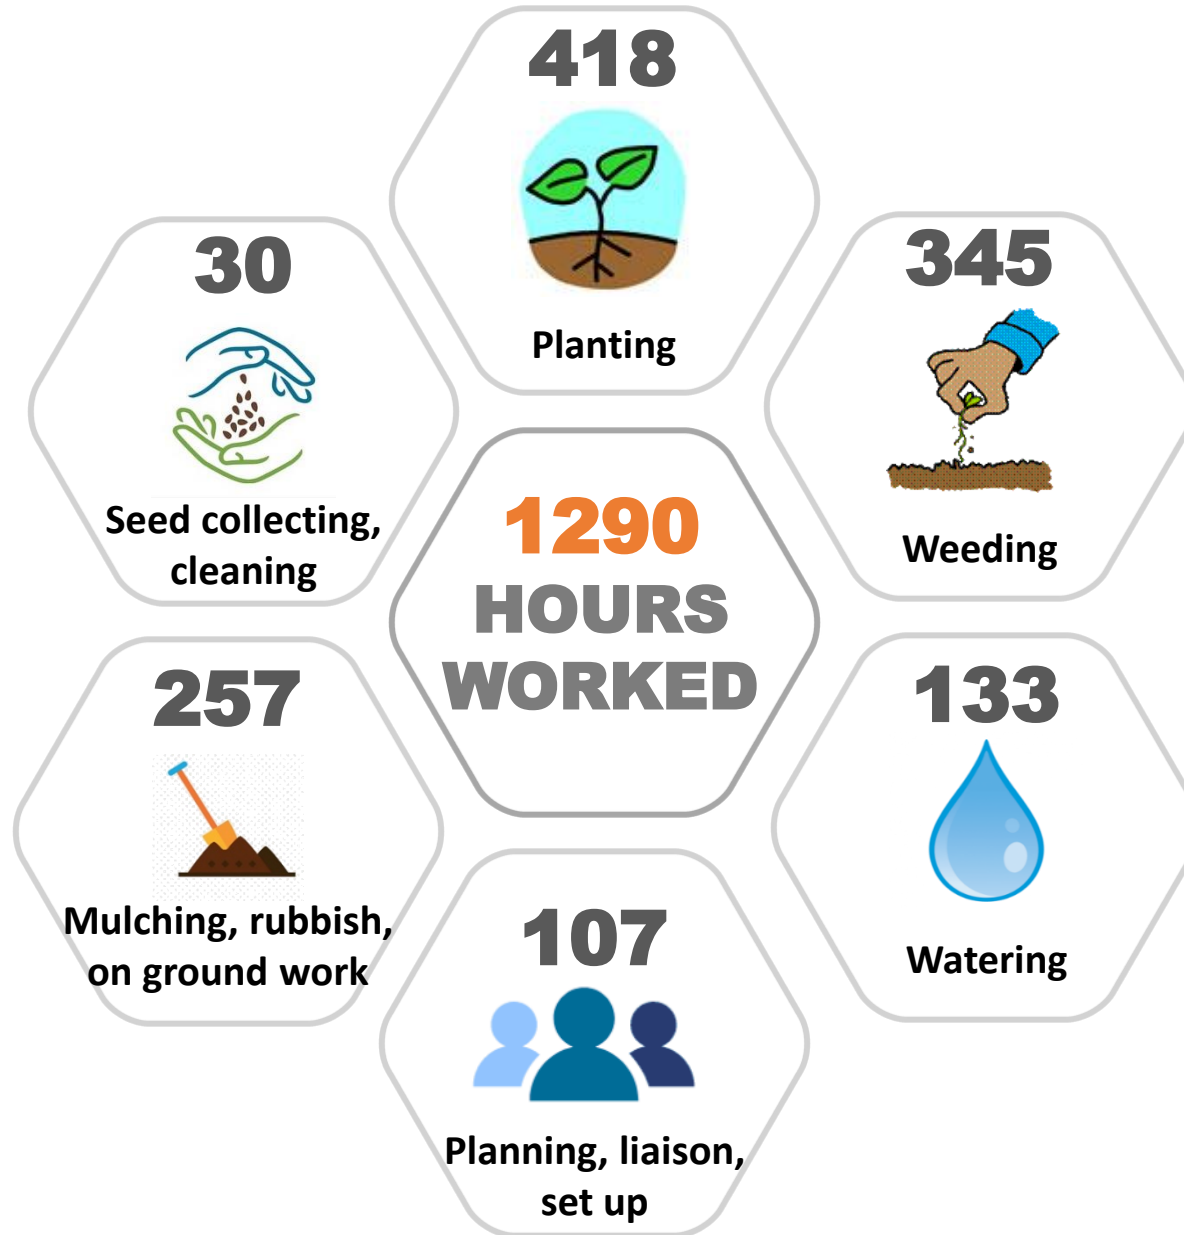 418
Planting
30
Seed collecting,
cleaning
345
Weeding
1290
HOURS
WORKED
257
Mulching, rubbish,
on ground work
133
Watering
107
Planning, liaison,
set up